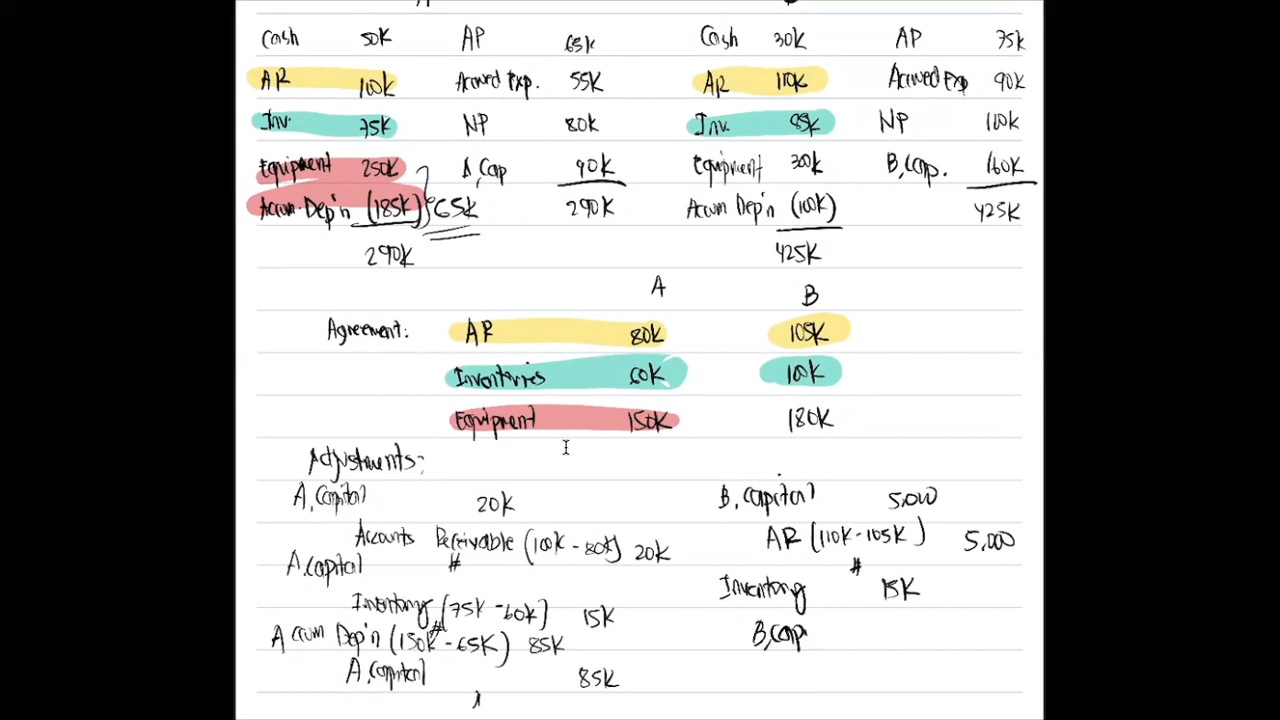 Cash 50K AP 65K Cash 30K AP 75K
AR 100K Accrued Exp. 55K AR 110K Accrued Exp 90K
Inv. 75K NP 80K Inv. 85K NP 100K
Equipment 250K A, Cap 90K Equipment 300K B, Cap. 160K
Accum. Dep'n (185K) 65K 290K Accum Dep'n (100K) 425K
290K 425K
A B
Agreement: AR 80K 105K
Inventories 60K 100K
Equipment 150K 180K
Adjustments:
A, Capital 20K B, Capital 5,000
Accounts Receivable (100K - 80K) 20K AR (110K - 105K) 5,000
A, Capital # #
Inventory 15K
Inventory (75K - 60K) 15K
Accum Dep'n (150K - 65K) 85K B, Cap
A, Capital 85K